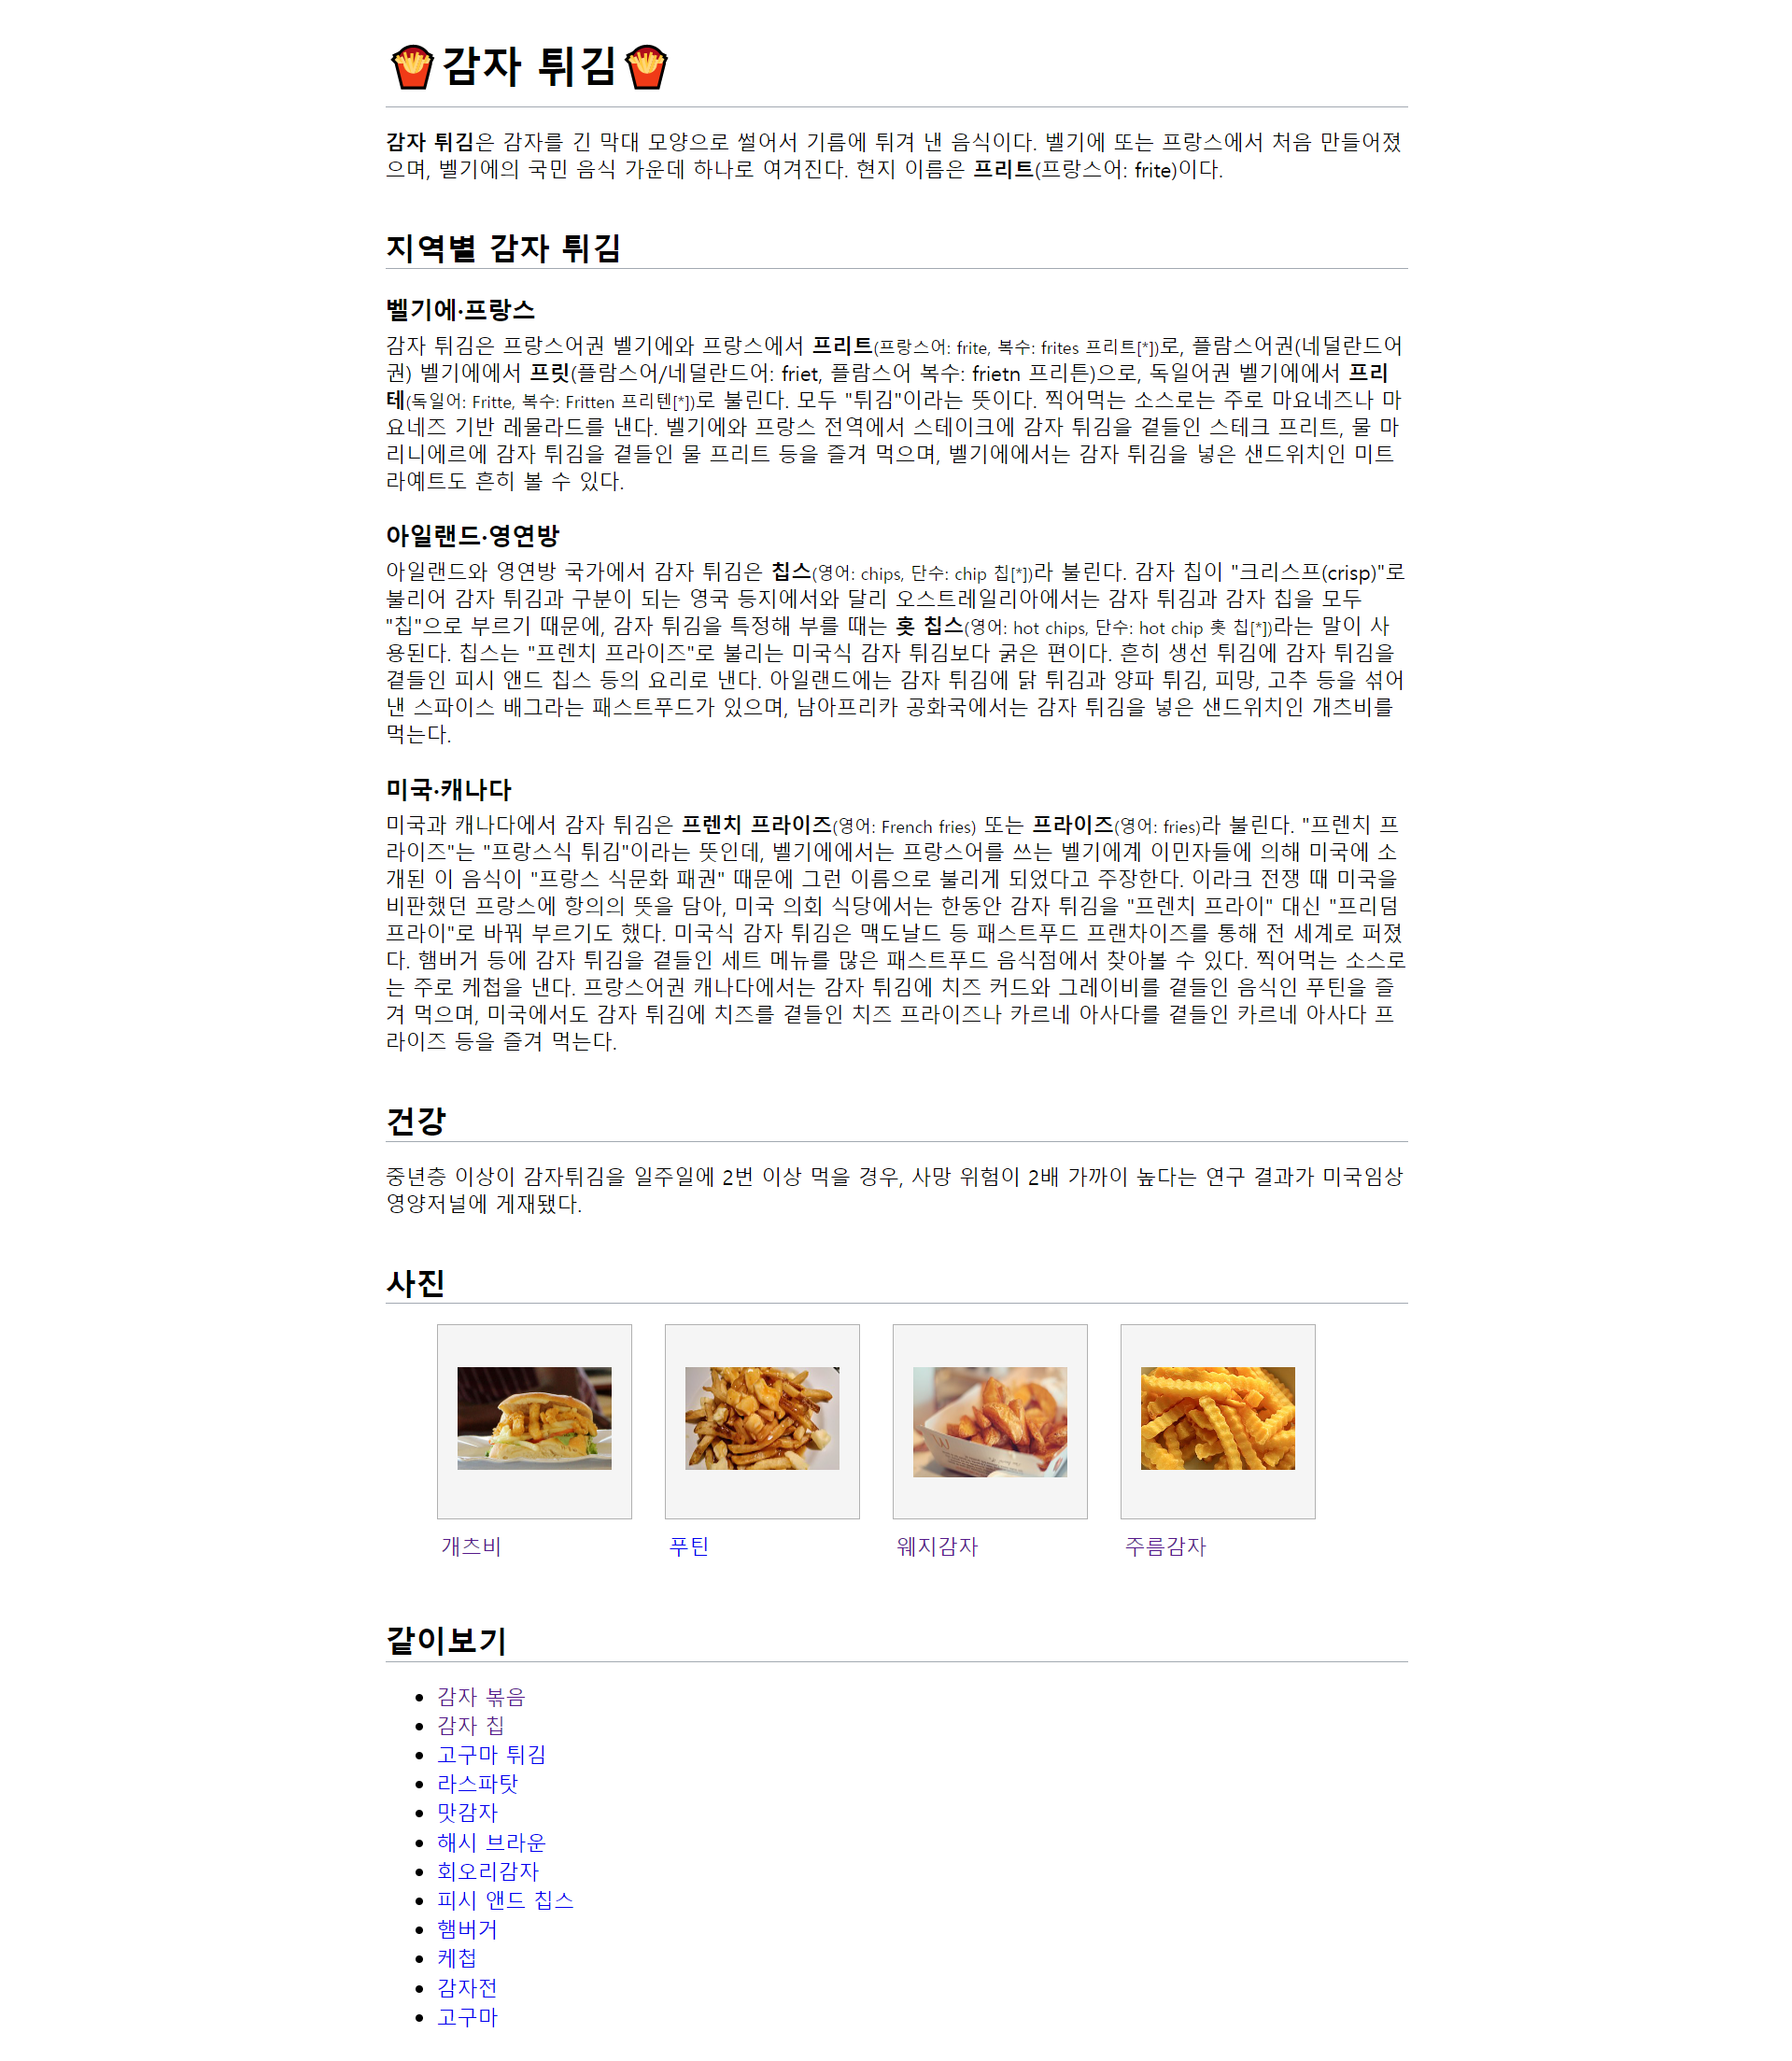 감자 튀김
감자 튀김은 감자를 긴 막대 모양으로 썰어서 기름에 튀겨 낸 음식이다. 벨기에 또는 프랑스에서 처음 만들어졌
으며, 벨기에의 국민 음식 가운데 하나로 여겨진다. 현지 이름은 프리트(프랑스어: frite)이다.
지역별 감자 튀김
벨기에·프랑스
감자 튀김은 프랑스어권 벨기에와 프랑스에서 프리트(프랑스어: frite, 복수: frites 프리트[*])로, 플람스어권(네덜란드어
권) 벨기에에서 프릿(플람스어/네덜란드어: friet, 플람스어 복수: frietn 프리튼)으로, 독일어권 벨기에에서 프리
테(독일어: Fritte, 복수: Fritten 프리텐[*])로 불린다. 모두 "튀김"이라는 뜻이다. 찍어먹는 소스로는 주로 마요네즈나 마
요네즈 기반 레물라드를 낸다. 벨기에와 프랑스 전역에서 스테이크에 감자 튀김을 곁들인 스테크 프리트, 물 마
리니에르에 감자 튀김을 곁들인 물 프리트 등을 즐겨 먹으며, 벨기에에서는 감자 튀김을 넣은 샌드위치인 미트
라예트도 흔히 볼 수 있다.
아일랜드·영연방
아일랜드와 영연방 국가에서 감자 튀김은 칩스(영어: chips, 단수: chip 칩[*])라 불린다. 감자 칩이 "크리스프(crisp)"로
불리어 감자 튀김과 구분이 되는 영국 등지에서와 달리 오스트레일리아에서는 감자 튀김과 감자 칩을 모두
"칩"으로 부르기 때문에, 감자 튀김을 특정해 부를 때는 홋 칩스(영어: hot chips, 단수: hot chip 홋 칩[*])라는 말이 사
용된다. 칩스는 "프렌치 프라이즈"로 불리는 미국식 감자 튀김보다 굵은 편이다. 흔히 생선 튀김에 감자 튀김을
곁들인 피시 앤드 칩스 등의 요리로 낸다. 아일랜드에는 감자 튀김에 닭 튀김과 양파 튀김, 피망, 고추 등을 섞어
낸 스파이스 배그라는 패스트푸드가 있으며, 남아프리카 공화국에서는 감자 튀김을 넣은 샌드위치인 개츠비를
먹는다.
미국·캐나다
미국과 캐나다에서 감자 튀김은 프렌치 프라이즈(영어: French fries) 또는 프라이즈(영어: fries)라 불린다. "프렌치 프
라이즈"는 "프랑스식 튀김"이라는 뜻인데, 벨기에에서는 프랑스어를 쓰는 벨기에계 이민자들에 의해 미국에 소
개된 이 음식이 "프랑스 식문화 패권" 때문에 그런 이름으로 불리게 되었다고 주장한다. 이라크 전쟁 때 미국을
비판했던 프랑스에 항의의 뜻을 담아, 미국 의회 식당에서는 한동안 감자 튀김을 "프렌치 프라이" 대신 "프리덤
프라이"로 바꿔 부르기도 했다. 미국식 감자 튀김은 맥도날드 등 패스트푸드 프랜차이즈를 통해 전 세계로 퍼졌
다. 햄버거 등에 감자 튀김을 곁들인 세트 메뉴를 많은 패스트푸드 음식점에서 찾아볼 수 있다. 찍어먹는 소스로
는 주로 케첩을 낸다. 프랑스어권 캐나다에서는 감자 튀김에 치즈 커드와 그레이비를 곁들인 음식인 푸틴을 즐
겨 먹으며, 미국에서도 감자 튀김에 치즈를 곁들인 치즈 프라이즈나 카르네 아사다를 곁들인 카르네 아사다 프
라이즈 등을 즐겨 먹는다.
건강
중년층 이상이 감자튀김을 일주일에 2번 이상 먹을 경우, 사망 위험이 2배 가까이 높다는 연구 결과가 미국임상
영양저널에 게재됐다.
사진
개츠비
푸틴
웨지감자
주름감자
같이보기
감자 볶음
감자 칩
고구마 튀김
라스파탓
맛감자
해시 브라운
회오리감자
피시 앤드 칩스
햄버거
케첩
감자전
고구마